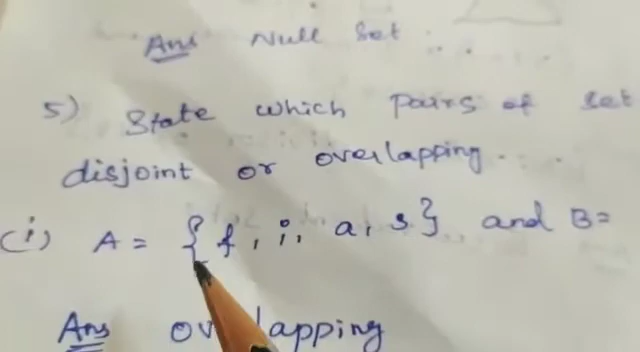 Ans Null Set
5) State which pairs of set
disjoint or overlapping
(i) A = {f, i, a, s} and B=
Ans overlapping